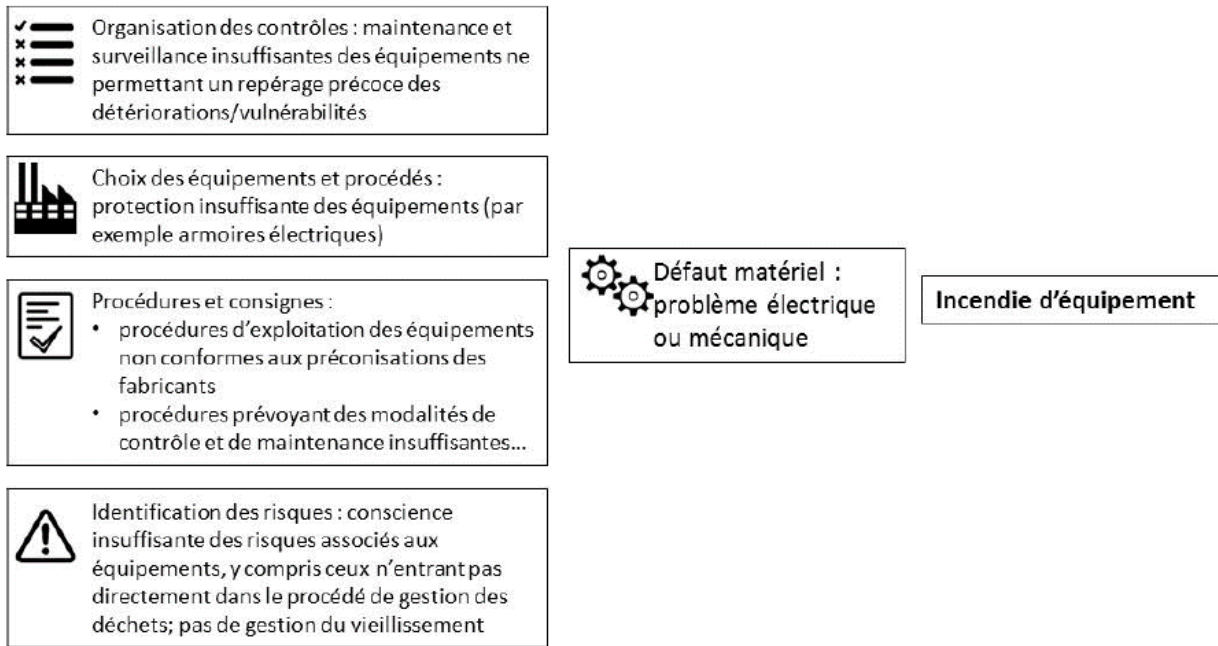 Organisation des contrôles : maintenance et
surveillance insuffisantes des équipements ne
permettant un repérage précoce des
détériorations/vulnérabilités
Choix des équipements et procédés :
protection insuffisante des équipements (par
exemple armoires électriques)
Procédures et consignes :
• procédures d'exploitation des équipements
non conformes aux préconisations des
fabricants
• procédures prévoyant des modalités de
contrôle et de maintenance insuffisantes...
Identification des risques : conscience
insuffisante des risques associés aux
équipements, y compris ceux n'entrant pas
directement dans le procédé de gestion des
déchets; pas de gestion du vieillissement
Défaut matériel :
problème électrique
ou mécanique
Incendie d'équipement